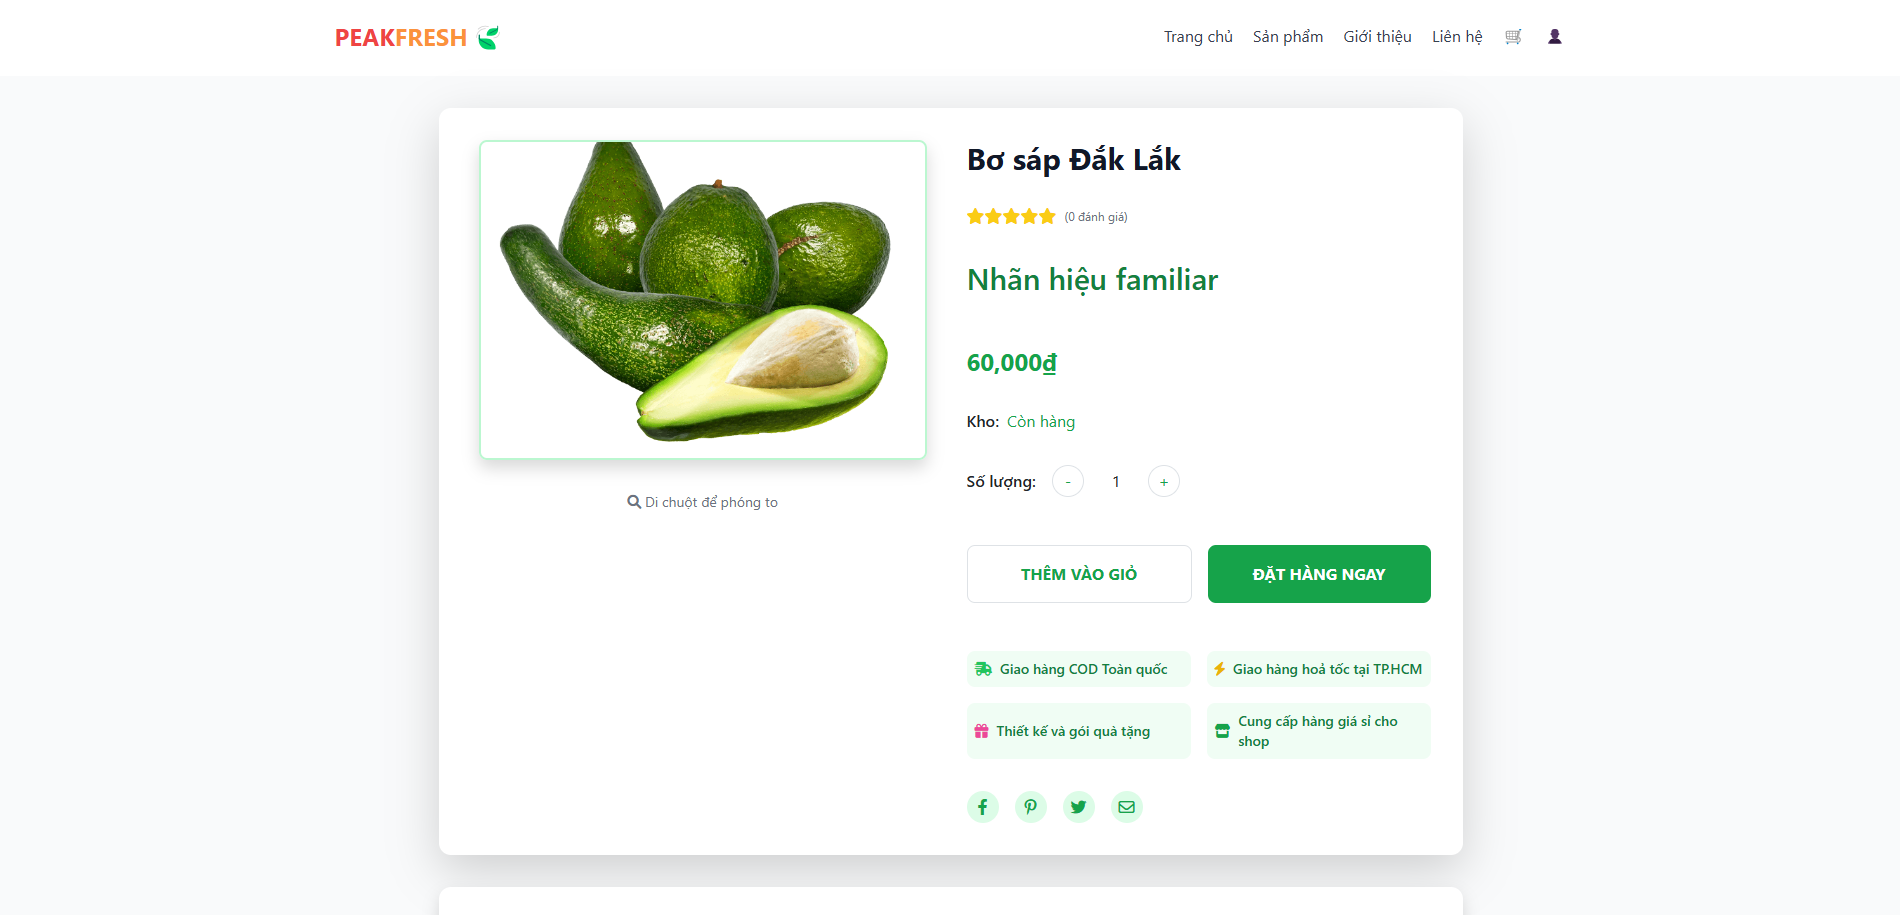 PEAKFRESH
Trang chủ
Sản phẩm
Giới thiệu
Liên hệ
Bơ sáp Đắk Lắk
(0 đánh giá)
Nhãn hiệu familiar
60,000₫
Kho: Còn hàng
Số lượng: - 1 +
Di chuột để phóng to
THÊM VÀO GIỎ
ĐẶT HÀNG NGAY
Giao hàng COD Toàn quốc
Giao hàng hoả tốc tại TP.HCM
Thiết kế và gói quà tặng
Cung cấp hàng giá sỉ cho
shop